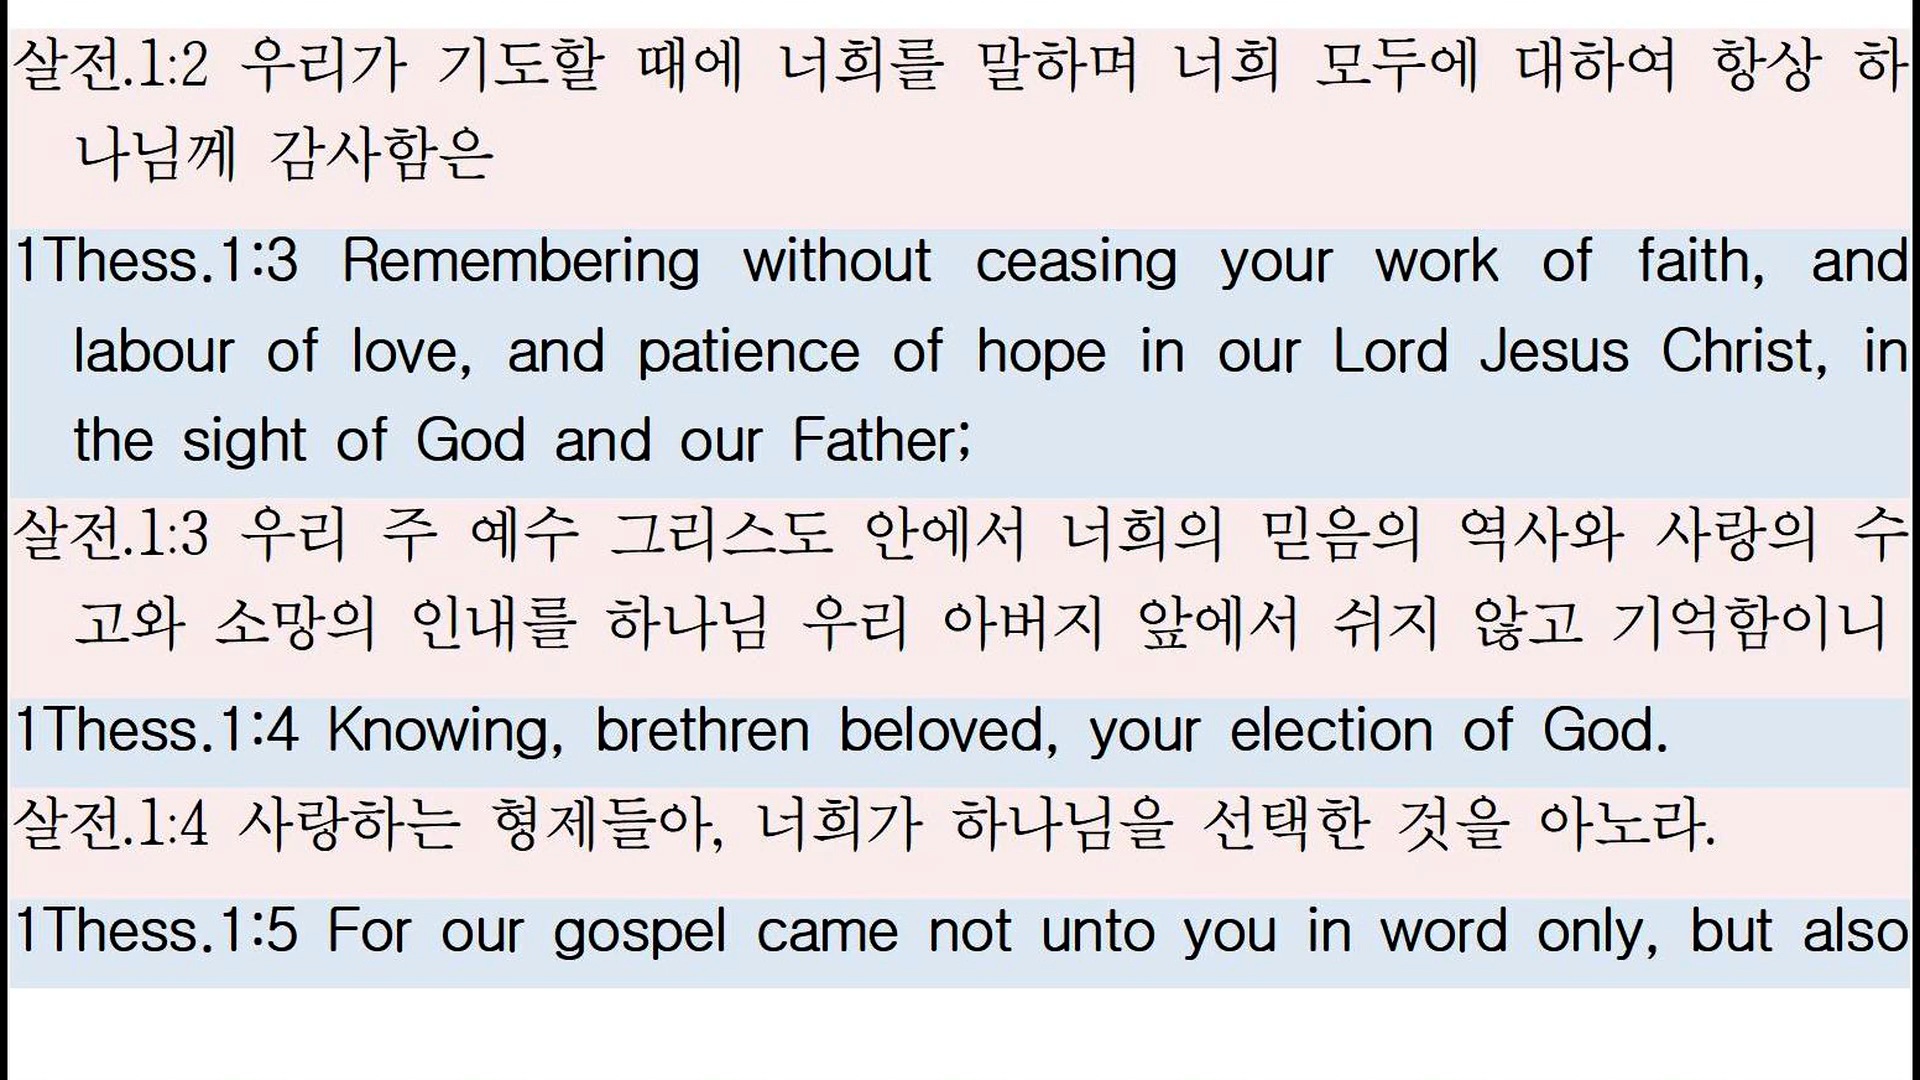 살전.1:2 우리가 기도할 때에 너희를 말하며 너희 모두에 대하여 항상 하
나님께 감사함은
1Thess.1:3 Remembering without ceasing your work of faith, and
labour of love, and patience of hope in our Lord Jesus Christ, in
the sight of God and our Father;
살전.1:3 우리 주 예수 그리스도 안에서 너희의 믿음의 역사와 사랑의 수
고와 소망의 인내를 하나님 우리 아버지 앞에서 쉬지 않고 기억함이니
1Thess.1:4 Knowing, brethren beloved, your election of God.
살전.1:4 사랑하는 형제들아, 너희가 하나님을 선택한 것을 아노라.
1Thess.1:5 For our gospel came not unto you in word only, but also